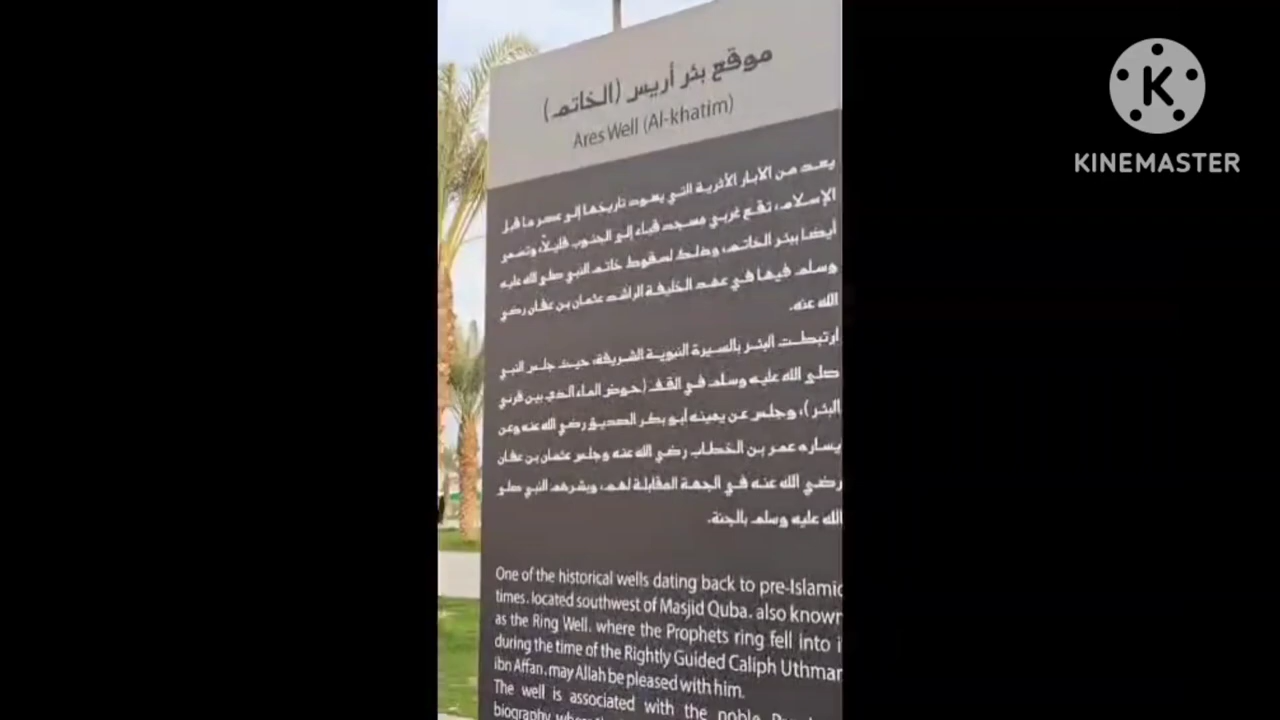 موقع بئر أريس (الخاتم)
Ares Well (Al-khatim)
يعد من الآبار الأثرية التي يعود تاريخها إلى عصر ما قبل
الإسلام، تقع غربي مسجد قباء إلى الجنوب قليلاً، وتسمى
أيضا ببئر الخاتم، وذلك لسقوط خاتم النبي صلى الله عليه
وسلم فيها في عهد الخليفة الراشد عثمان بن عفان رضي
الله عنه.
ارتبطت البئر بالسيرة النبوية الشريفة، حيث جلس النبي
صلى الله عليه وسلم في القف (حوض الماء الذي بين قرني
البئر)، وجلس عن يمينه أبو بكر الصديق رضي الله عنه وعن
يساره عمر بن الخطاب رضي الله عنه وجلس عثمان بن عفان
رضي الله عنه في الجهة المقابلة لهم، وبشرهم النبي صلى
الله عليه وسلم بالجنة.
One of the historical wells dating back to pre-Islamic
times. located southwest of Masjid Quba. also known
as the Ring Well. where the Prophets ring fell into i
during the time of the Rightly Guided Caliph Uthman
ibn Affan. may Allah be pleased with him.
The well is associated with the noble
biography
K
KINEMASTER